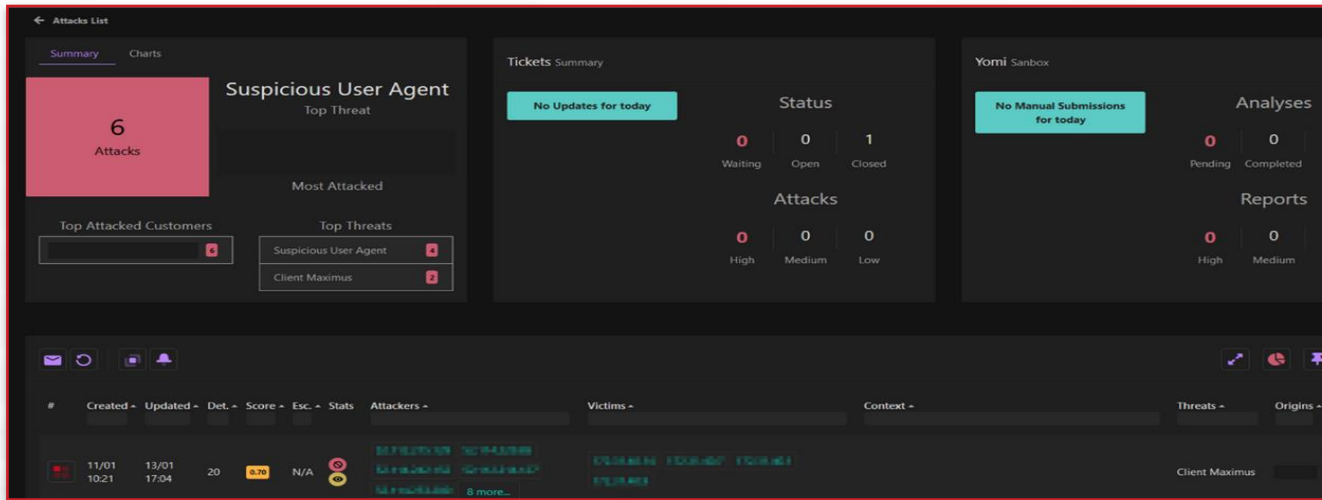 ← Attacks List
Summary Charts
6
Attacks
Suspicious User Agent
Top Threat
Most Attacked
Top Attacked Customers
6
Top Threats
Suspicious User Agent 4
Client Maximus 2
Tickets Summary
No Updates for today
Status
0 0 1
Waiting Open Closed
Attacks
0 0 0
High Medium Low
Yomi Sanbox
No Manual Submissions
for today
Analyses
0 0
Pending Completed
Reports
0 0
High Medium
# Created Updated Det. Score Esc. Stats Attackers Victims Context Threats Origins
11/01 13/01
10:21 17:04 20 0.70 N/A Client Maximus
8 more...